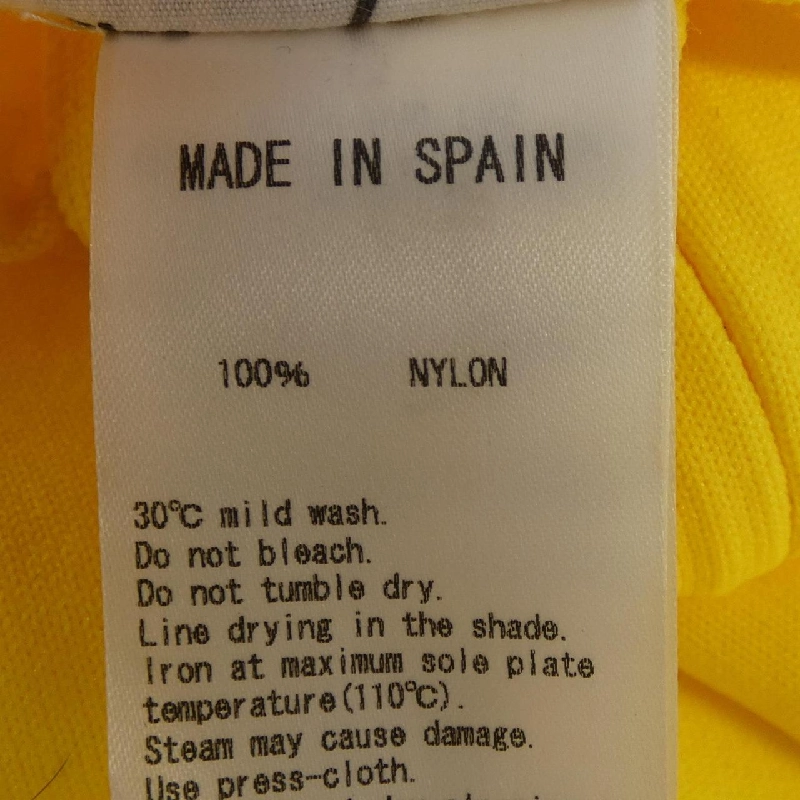 MADE IN SPAIN
100% NYLON
30℃ mild wash.
Do not bleach.
Do not tumble dry.
Line drying in the shade.
Iron at maximum sole plate
temperature(110℃).
Steam may cause damage.
Use press-cloth.